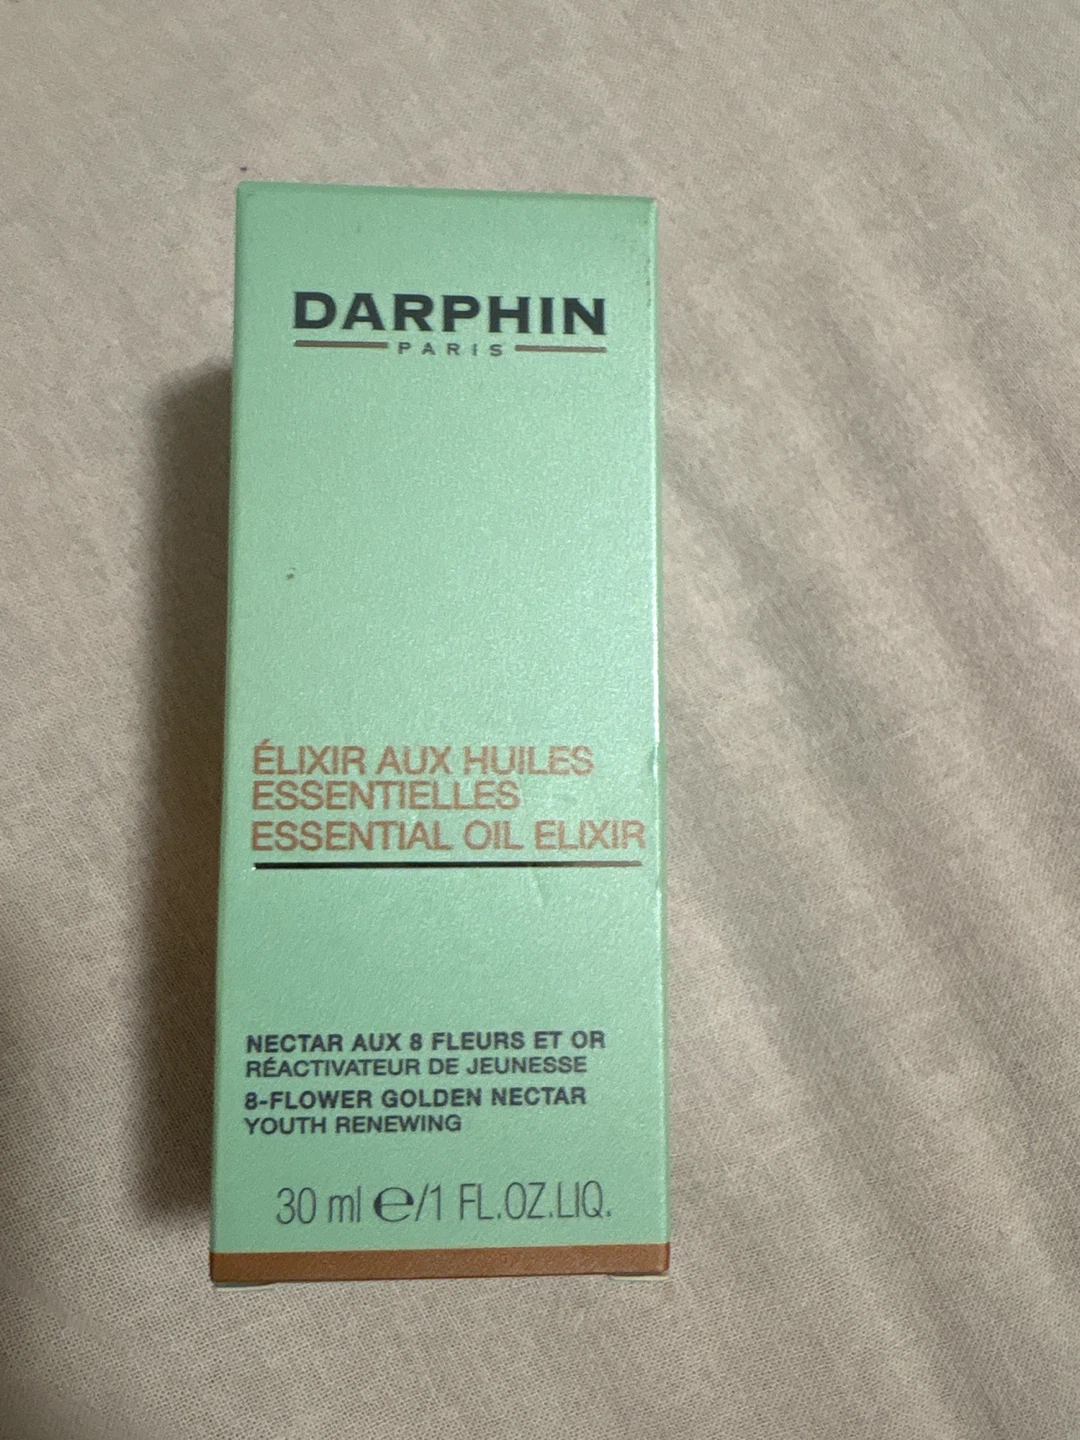 DARPHIN
PARIS
ÉLIXIR AUX HUILES
ESSENTIELLES
ESSENTIAL OIL ELIXIR
NECTAR AUX 8 FLEURS ET OR
RÉACTIVATEUR DE JEUNESSE
8-FLOWER GOLDEN NECTAR
YOUTH RENEWING
30 ml ℮/1 FL.OZ.LIQ.